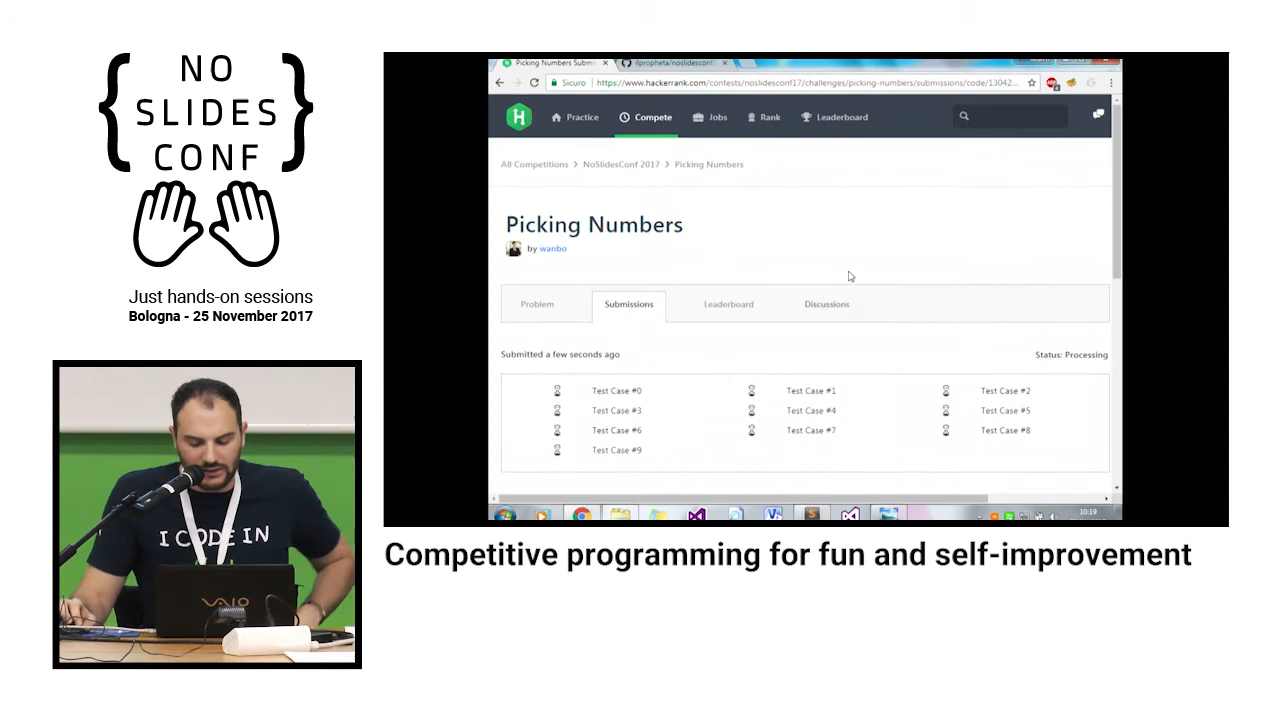 NO
SLIDES
CONF
Just hands-on sessions
Bologna - 25 November 2017
I CODE IN
VAIO
Picking Numbers Submi
ilpropheta/noslidesconf
Sicuro https://www.hackerrank.com/contests/noslidesconf17/challenges/picking-numbers/submissions/code/13042...
H Practice Compete Jobs Rank Leaderboard
All Competitions > NoSlidesConf 2017 > Picking Numbers
Picking Numbers
by wanbo
Problem Submissions Leaderboard Discussions
Submitted a few seconds ago Status: Processing
Test Case #0 Test Case #1 Test Case #2
Test Case #3 Test Case #4 Test Case #5
Test Case #6 Test Case #7 Test Case #8
Test Case #9
10:19
Competitive programming for fun and self-improvement